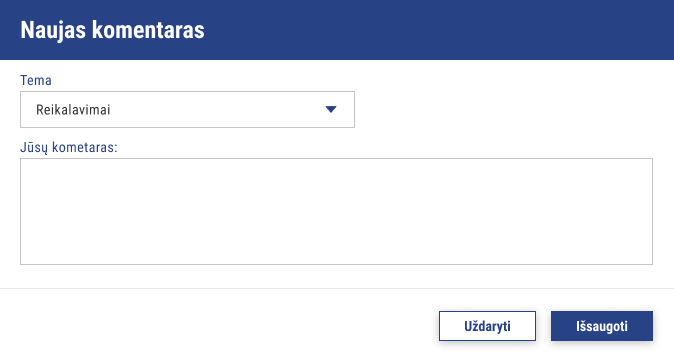 Naujas komentaras
Tema
Reikalavimai
Jūsų kometaras:
Uždaryti
Išsaugoti